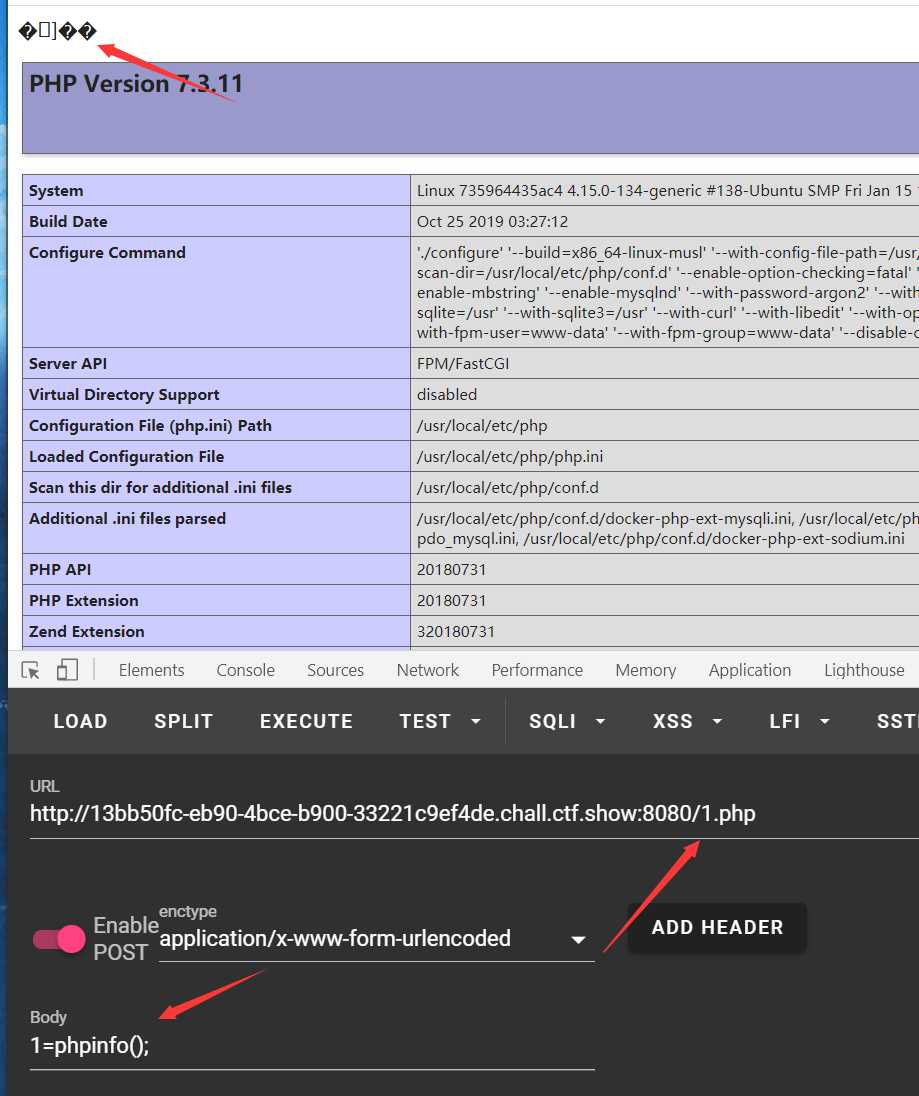 �]��
PHP Version 7.3.11
System Linux 735964435ac4 4.15.0-134-generic #138-Ubuntu SMP Fri Jan 15
Build Date Oct 25 2019 03:27:12
Configure Command './configure' '--build=x86_64-linux-musl' '--with-config-file-path=/usr/
scan-dir=/usr/local/etc/php/conf.d' '--enable-option-checking=fatal' '
enable-mbstring' '--enable-mysqlnd' '--with-password-argon2' '--with
sqlite=/usr' '--with-sqlite3=/usr' '--with-curl' '--with-libedit' '--with-op
with-fpm-user=www-data' '--with-fpm-group=www-data' '--disable-c
Server API FPM/FastCGI
Virtual Directory Support disabled
Configuration File (php.ini) Path /usr/local/etc/php
Loaded Configuration File /usr/local/etc/php/php.ini
Scan this dir for additional .ini files /usr/local/etc/php/conf.d
Additional .ini files parsed /usr/local/etc/php/conf.d/docker-php-ext-mysqli.ini, /usr/local/etc/ph
pdo_mysql.ini, /usr/local/etc/php/conf.d/docker-php-ext-sodium.ini
PHP API 20180731
PHP Extension 20180731
Zend Extension 320180731
Elements Console Sources Network Performance Memory Application Lighthouse
LOAD SPLIT EXECUTE TEST SQLI XSS LFI SSTI
URL
http://13bb50fc-eb90-4bce-b900-33221c9ef4de.chall.ctf.show:8080/1.php
Enable
POST
enctype
application/x-www-form-urlencoded
ADD HEADER
Body
1=phpinfo();